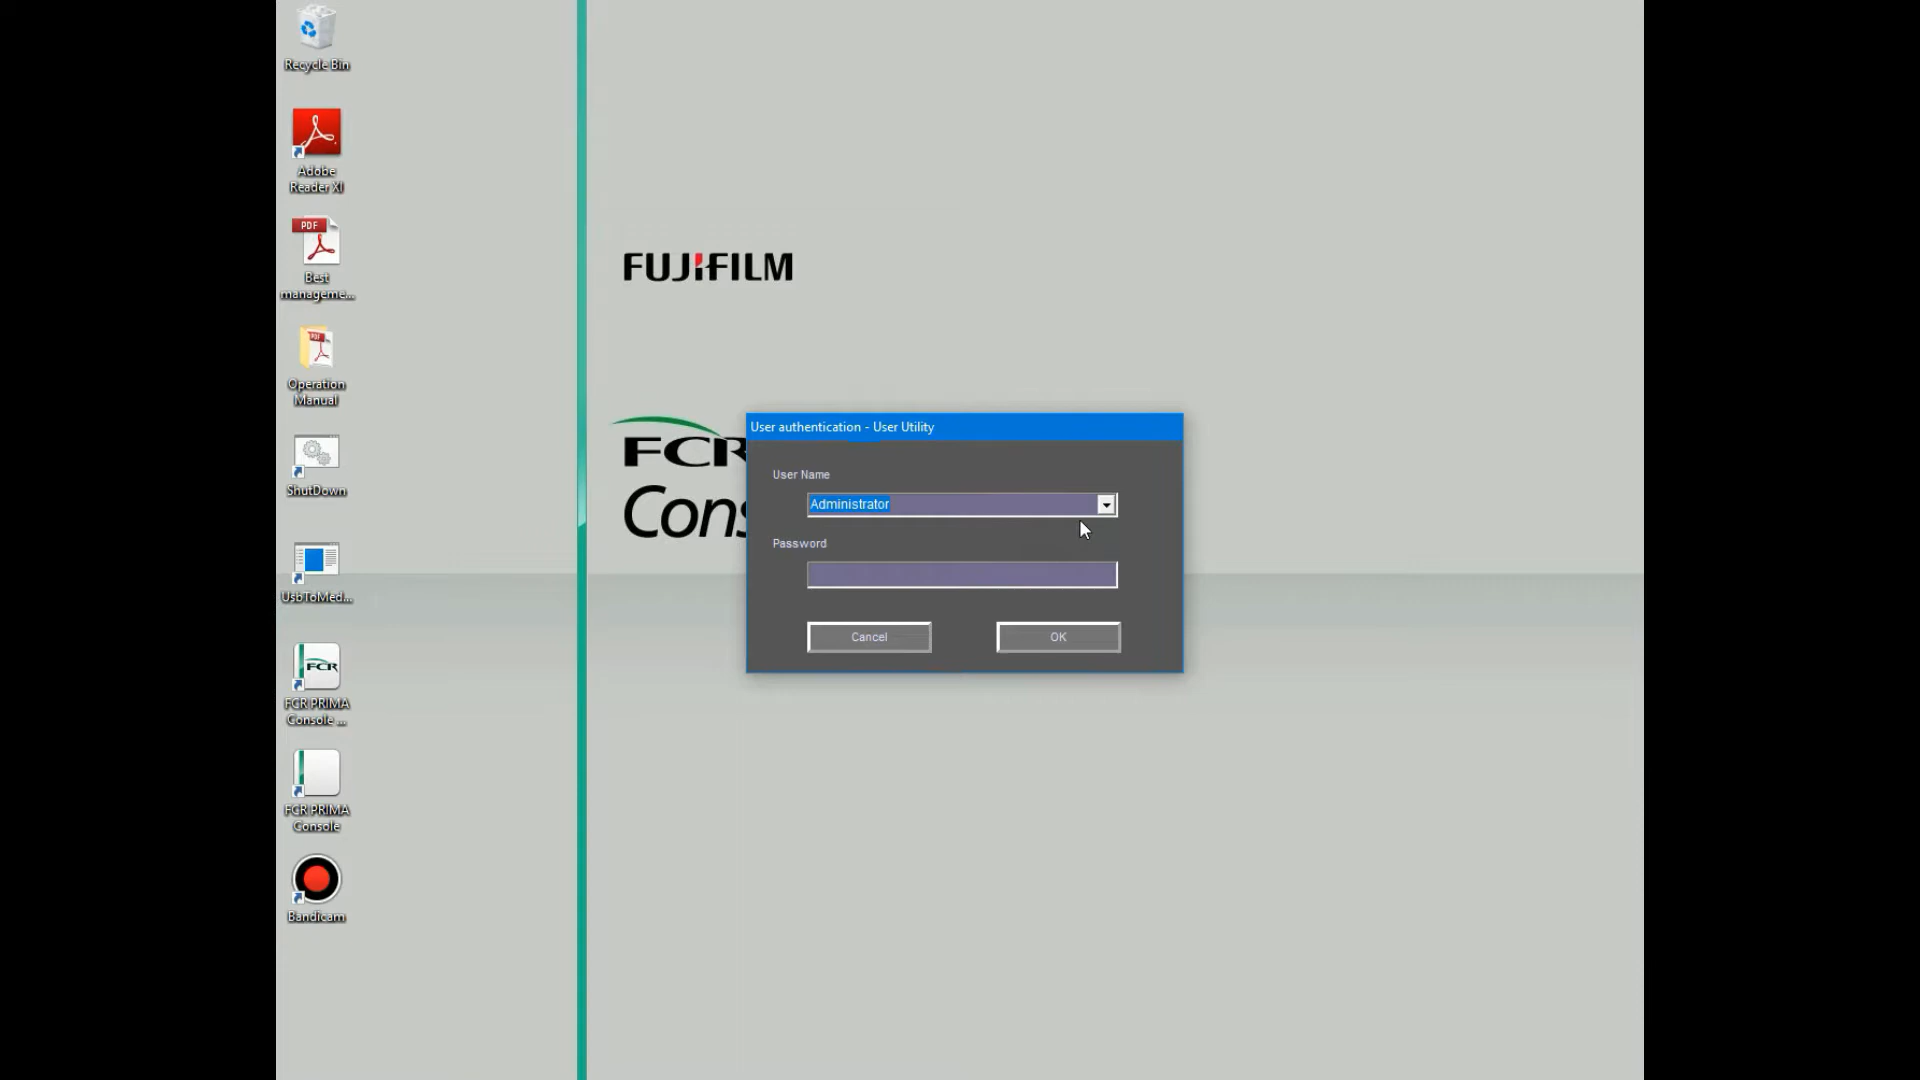 Recycle Bin
Adobe
Reader XI
PDF
Best
manageme...
PDF
Operation
Manual
ShutDown
UsbToMed...
FCR
FCR PRIMA
Console ...
FCR PRIMA
Console
Bandicam
FUJIFILM
FCR
Cons
User authentication - User Utility
User Name
Administrator
Password
Cancel
OK